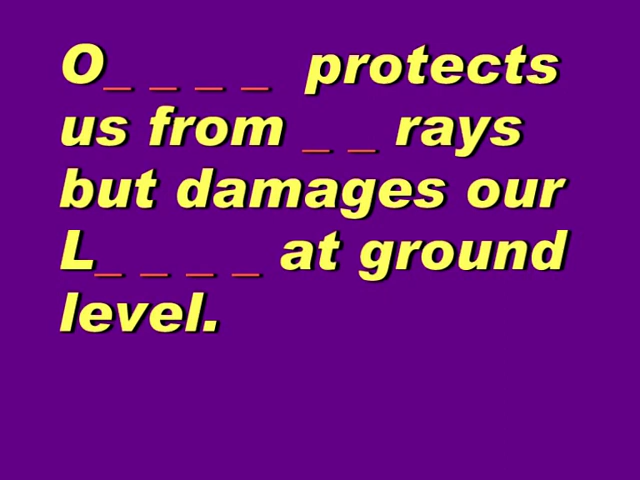 O_ _ _ _ protects
us from _ _ rays
but damages our
L_ _ _ _ at ground
level.